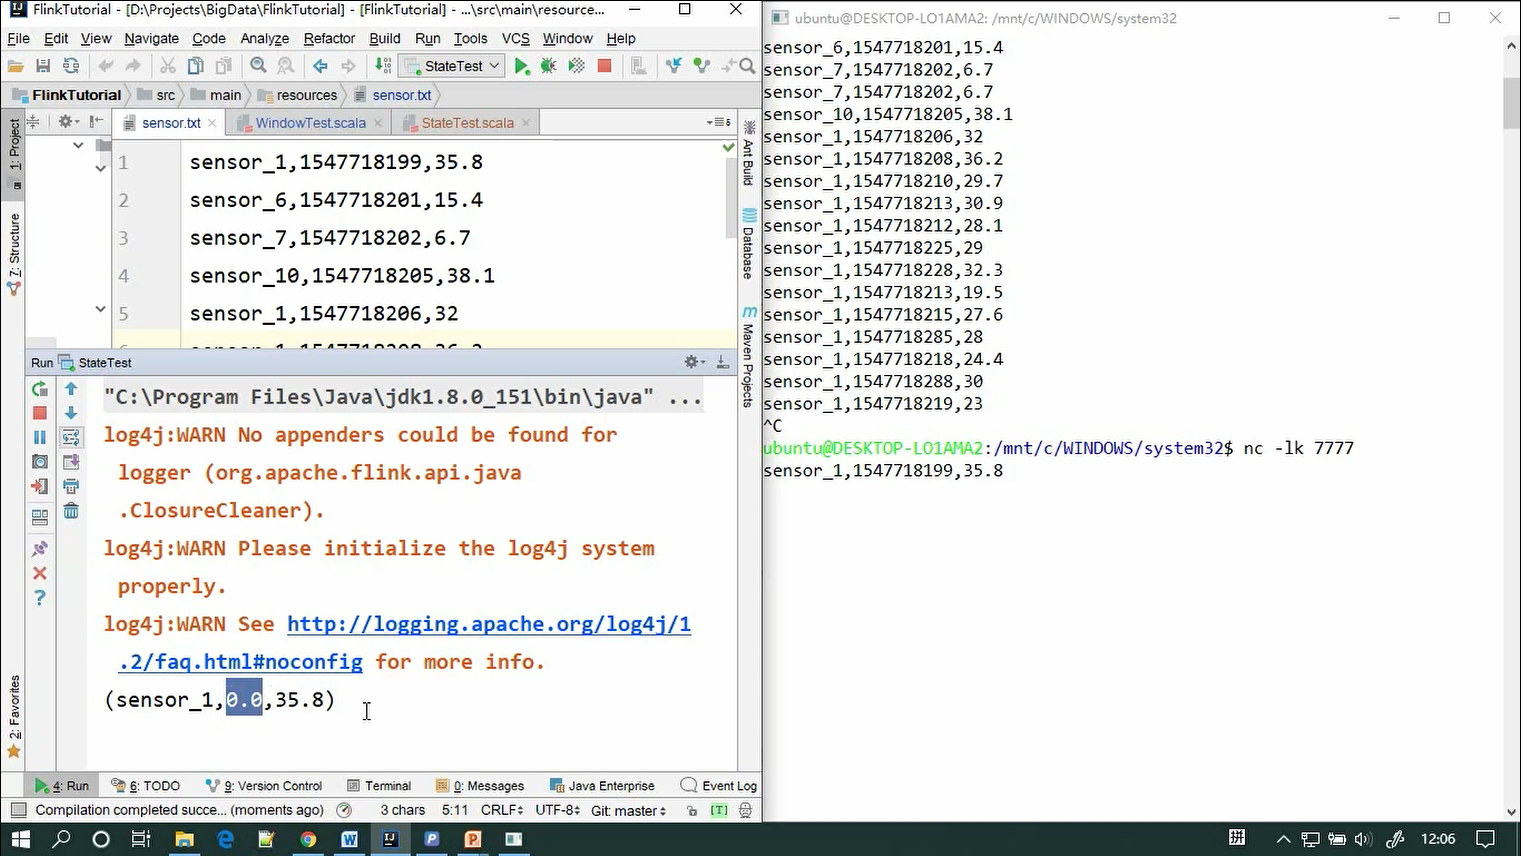 FlinkTutorial - [D:\Projects\BigData\FlinkTutorial] - [FlinkTutorial] - ...\src\main\resource...
File Edit View Navigate Code Analyze Refactor Build Run Tools VCS Window Help
StateTest
FlinkTutorial src main resources sensor.txt
sensor.txt WindowTest.scala StateTest.scala
1 sensor_1,1547718199,35.8
2 sensor_6,1547718201,15.4
3 sensor_7,1547718202,6.7
4 sensor_10,1547718205,38.1
5 sensor_1,1547718206,32
1: Project
7: Structure
2: Favorites
Ant Build
Database
Maven Projects
Run StateTest
"C:\Program Files\Java\jdk1.8.0_151\bin\java" ...
log4j:WARN No appenders could be found for
logger (org.apache.flink.api.java
.ClosureCleaner).
log4j:WARN Please initialize the log4j system
properly.
log4j:WARN See http://logging.apache.org/log4j/1
.2/faq.html#noconfig for more info.
(sensor_1,0.0,35.8)
4: Run 6: TODO 9: Version Control Terminal 0: Messages Java Enterprise Event Log
Compilation completed succe... (moments ago) 3 chars 5:11 CRLF UTF-8 Git: master [T]
ubuntu@DESKTOP-LO1AMA2: /mnt/c/WINDOWS/system32
sensor_6,1547718201,15.4
sensor_7,1547718202,6.7
sensor_7,1547718202,6.7
sensor_10,1547718205,38.1
sensor_1,1547718206,32
sensor_1,1547718208,36.2
sensor_1,1547718210,29.7
sensor_1,1547718213,30.9
sensor_1,1547718212,28.1
sensor_1,1547718225,29
sensor_1,1547718228,32.3
sensor_1,1547718213,19.5
sensor_1,1547718215,27.6
sensor_1,1547718285,28
sensor_1,1547718218,24.4
sensor_1,1547718288,30
sensor_1,1547718219,23
^C
ubuntu@DESKTOP-LO1AMA2:/mnt/c/WINDOWS/system32$ nc -lk 7777
sensor_1,1547718199,35.8
12:06